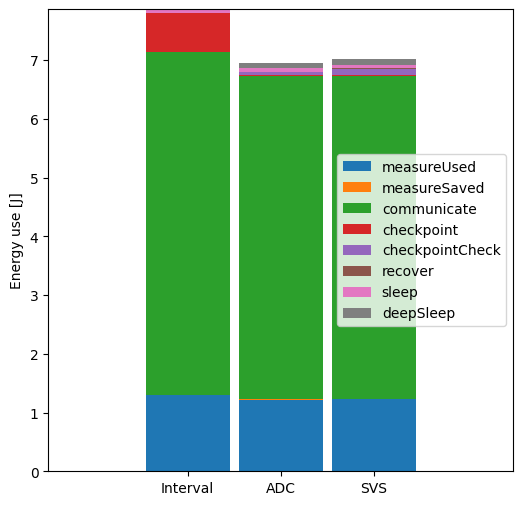 Energy use [J]
7
6
5
4
3
2
1
0
measureUsed
measureSaved
communicate
checkpoint
checkpointCheck
recover
sleep
deepSleep
Interval ADC SVS